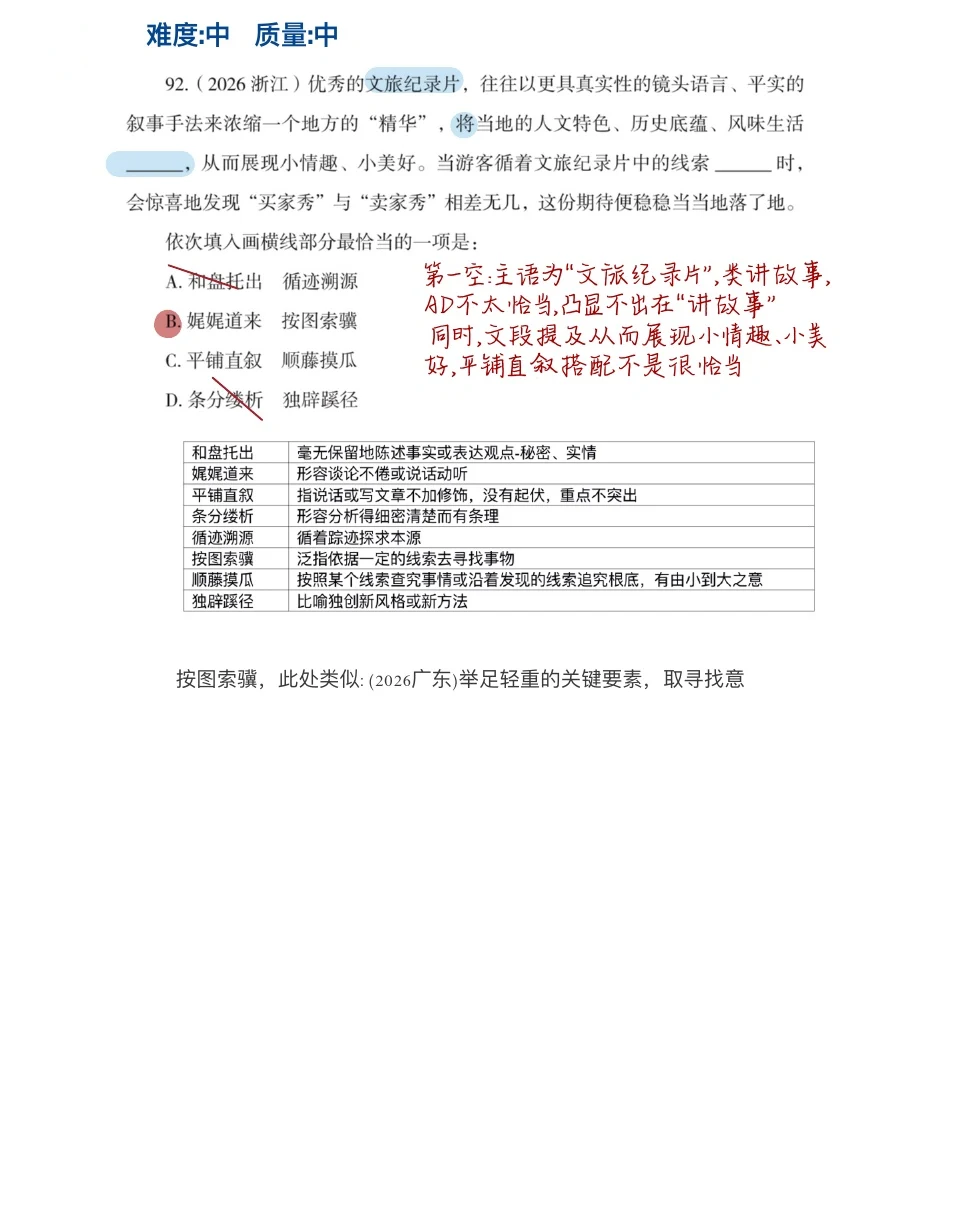 难度:中 质量:中
92.（2026 浙江）优秀的文旅纪录片，往往以更具真实性的镜头语言、平实的
叙事手法来浓缩一个地方的“精华”，将当地的人文特色、历史底蕴、风味生活
______，从而展现小情趣、小美好。当游客循着文旅纪录片中的线索 ______ 时，
会惊喜地发现“买家秀”与“卖家秀”相差无几，这份期待便稳稳当当地落了地。
依次填入画横线部分最恰当的一项是：
A. 和盘托出 循迹溯源
B. 娓娓道来 按图索骥
C. 平铺直叙 顺藤摸瓜
D. 条分缕析 独辟蹊径
第一空:主语为“文旅纪录片”,类讲故事,
AD不太恰当,凸显不出在“讲故事”
同时,文段提及从而展现小情趣、小美
好,平铺直叙搭配不是很恰当
和盘托出 毫无保留地陈述事实或表达观点-秘密、实情
娓娓道来 形容谈论不倦或说话动听
平铺直叙 指说话或写文章不加修饰，没有起伏，重点不突出
条分缕析 形容分析得细密清楚而有条理
循迹溯源 循着踪迹探求本源
按图索骥 泛指依据一定的线索去寻找事物
顺藤摸瓜 按照某个线索查究事情或沿着发现的线索追究根底，有由小到大之意
独辟蹊径 比喻独创新风格或新方法
按图索骥，此处类似: (2026广东)举足轻重的关键要素，取寻找意